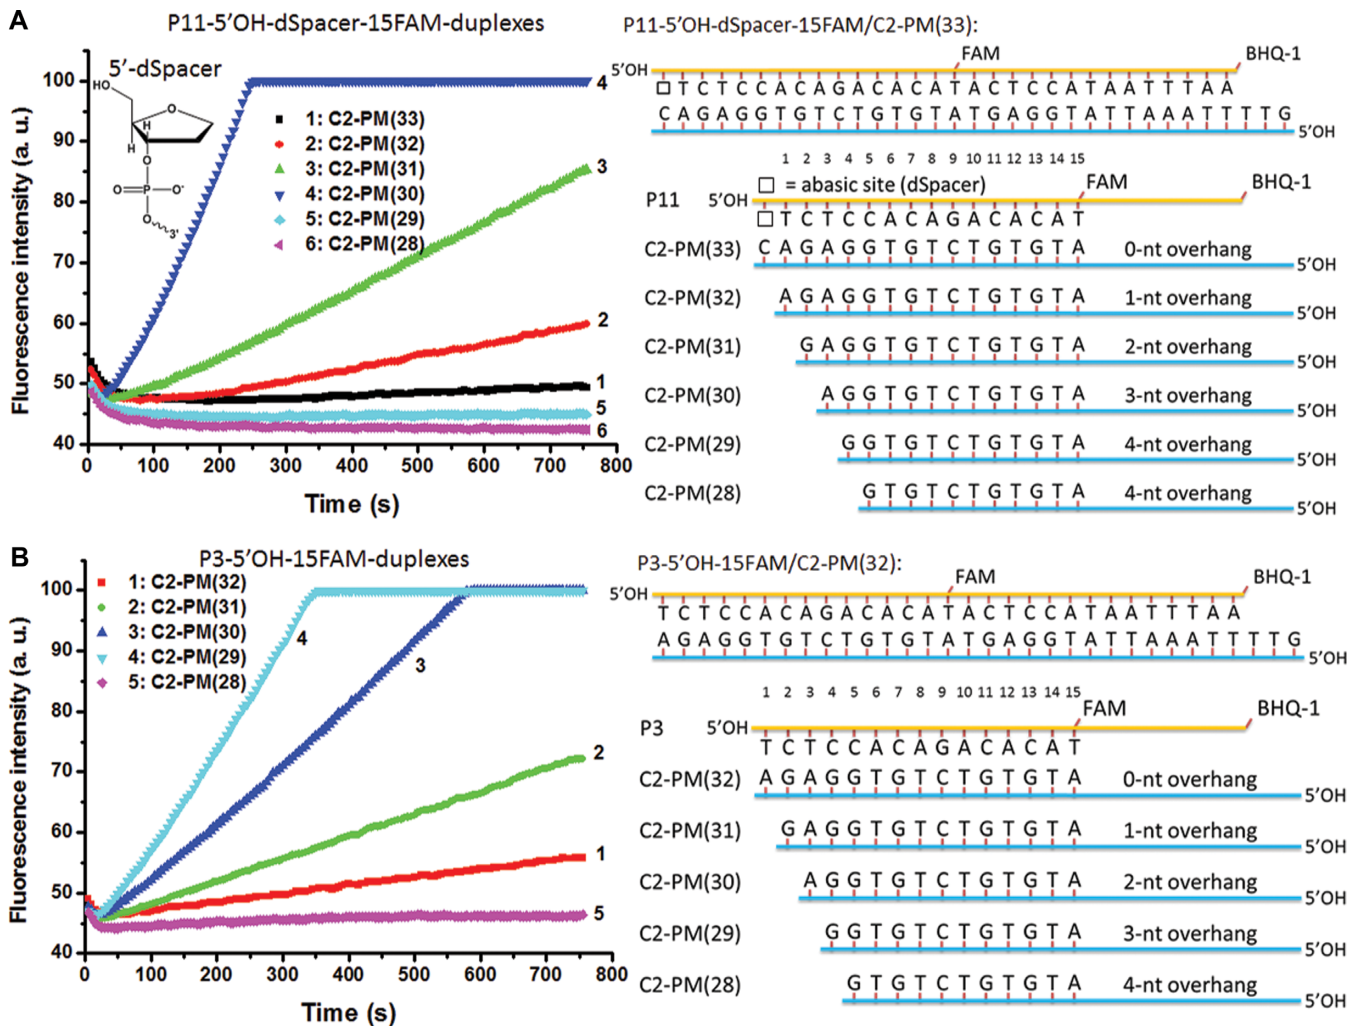 A
P11-5′OH-dSpacer-15FAM-duplexes
5′-dSpacer
HO
O
H
H
O
O=P-O-
O
3'
1: C2-PM(33)
2: C2-PM(32)
3: C2-PM(31)
4: C2-PM(30)
5: C2-PM(29)
6: C2-PM(28)
4
3
2
1
5
6
Fluorescence intensity (a. u.)
100
90
80
70
60
50
40
0 100 200 300 400 500 600 700 800
Time (s)
P11-5′OH-dSpacer-15FAM/C2-PM(33):
FAM
BHQ-1
5′OH
□ T C T C C A C A G A C A C A T A C T C C A T A A T T T A A
C A G A G G T G T C T G T G T A T G A G G T A T T A A A T T T T G
5′OH
1 2 3 4 5 6 7 8 9 10 11 12 13 14 15
□ = abasic site (dSpacer)
FAM
BHQ-1
P11 5′OH
□ T C T C C A C A G A C A C A T
C2-PM(33) C A G A G G T G T C T G T G T A 0-nt overhang 5′OH
C2-PM(32) A G A G G T G T C T G T G T A 1-nt overhang 5′OH
C2-PM(31) G A G G T G T C T G T G T A 2-nt overhang 5′OH
C2-PM(30) A G G T G T C T G T G T A 3-nt overhang 5′OH
C2-PM(29) G G T G T C T G T G T A 4-nt overhang 5′OH
C2-PM(28) G T G T C T G T G T A 4-nt overhang 5′OH
B
P3-5′OH-15FAM-duplexes
1: C2-PM(32)
2: C2-PM(31)
3: C2-PM(30)
4: C2-PM(29)
5: C2-PM(28)
4
3
2
1
5
Fluorescence intensity (a. u.)
100
90
80
70
60
50
40
0 100 200 300 400 500 600 700 800
Time (s)
P3-5′OH-15FAM/C2-PM(32):
FAM
BHQ-1
5′OH
T C T C C A C A G A C A C A T A C T C C A T A A T T T A A
A G A G G T G T C T G T G T A T G A G G T A T T A A A T T T T G
5′OH
1 2 3 4 5 6 7 8 9 10 11 12 13 14 15
FAM
BHQ-1
P3 5′OH
T C T C C A C A G A C A C A T
C2-PM(32) A G A G G T G T C T G T G T A 0-nt overhang 5′OH
C2-PM(31) G A G G T G T C T G T G T A 1-nt overhang 5′OH
C2-PM(30) A G G T G T C T G T G T A 2-nt overhang 5′OH
C2-PM(29) G G T G T C T G T G T A 3-nt overhang 5′OH
C2-PM(28) G T G T C T G T G T A 4-nt overhang 5′OH